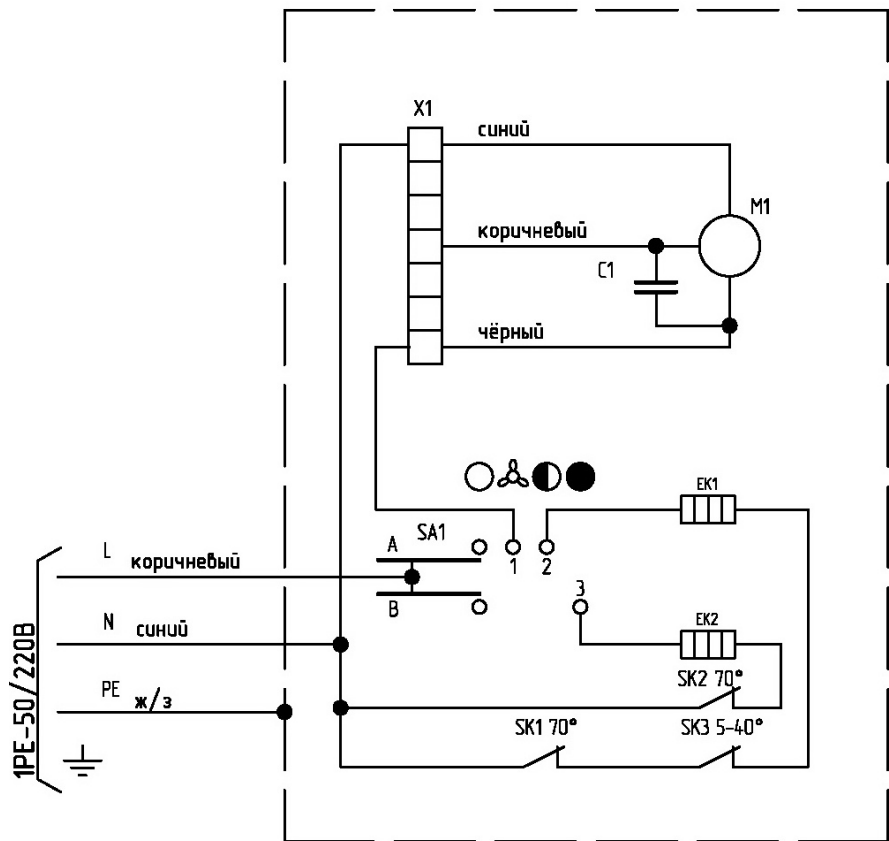 X1
синий
M1
коричневый
C1
чёрный
EK1
A
SA1
1
2
L
коричневый
B
3
N
синий
EK2
SK2 70°
PE
ж/з
SK1 70°
SK3 5-40°
1PE-50/220В